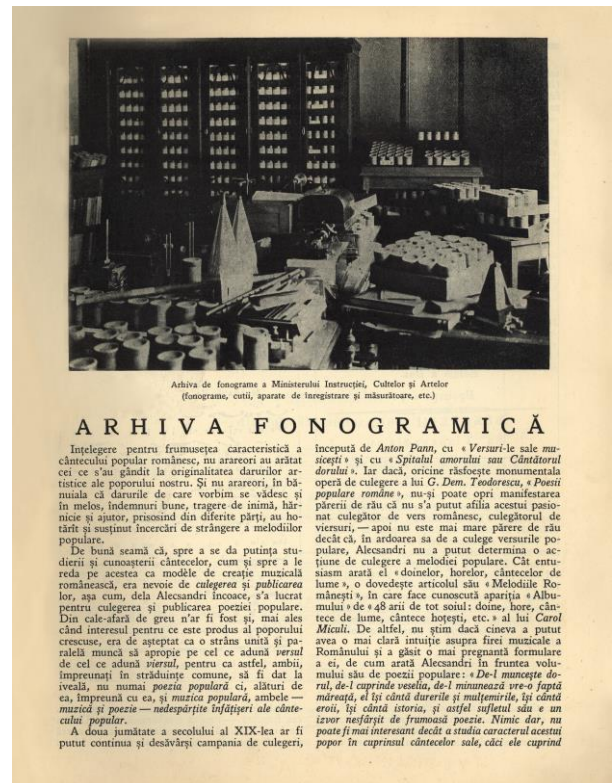 Arhiva de fonograme a Ministerului Instrucției, Cultelor și Artelor
(fonograme, cutii, aparate de înregistrare și măsurătoare, etc.)
ARHIVA FONOGRAMICĂ
Ințelegere pentru frumusețea caracteristică a
cântecului popular românesc, nu arareori au arătat
cei ce s'au gândit la originalitatea darurilor ar-
tistice ale poporului nostru. Și nu arareori, în bă-
nuiala că darurile de care vorbim se vădesc și
în melos, îndemnuri bune, tragere de inimă, hăr-
nicie și ajutor, prisosind din diferite părți, au ho-
tărît și susținut încercări de strângere a melodiilor
populare.
De bună seamă că, spre a se da putința stu-
dierii și cunoașterii cântecelor, cum și spre a le
reda pe acestea ca modèle de creație muzicală
românească, era nevoie de culegerea și publicarea
lor, așa cum, dela Alecsandri încoace, s'a lucrat
pentru culegerea și publicarea poeziei populare.
Din cale-afară de greu n'ar fi fost și, mai ales
când interesul pentru ce este produs al poporului
crescuse, era de așteptat ca o strâns unită și pa-
ralelă muncă să apropie pe cel ce adună versul
de cel ce adună viersul, pentru ca astfel, ambii,
împreunați în străduințe comune, să fi dat la
iveală, nu numai poezia populară ci, alături de
ea, împreună cu ea, și muzica populară, ambele —
muzică și poezie — nedespărțite înfățișeri ale cânte-
cului popular.
A doua jumătate a secolului al XIX-lea ar fi
putut continua și desăvârși campania de culegeri,
începută de Anton Pann, cu « Versuri-le sale mu-
sicești » și cu « Spitalul amorului sau Cântătorul
dorului ». Iar dacă, oricine răsfoește monumentala
operă de culegere a lui G. Dem. Teodorescu, « Poesii
populare române », nu-și poate opri manifestarea
părerii de rău că nu s'a putut afilia acestui pasio-
nat culegător de vers românesc, culegătorul de
viersuri, — apoi nu este mai mare părere de rău
decât că, în ardoarea sa de a culege versurile po-
pulare, Alecsandri nu a putut determina o ac-
țiune de culegere a melodiei populare. Cât entu-
siasm arată el « doinelor, horelor, cântecelor de
lume », o dovedește articolul său « Melodiile Ro-
mânești », în care face cunoscută apariția « Albu-
mului » de « 48 arii de tot soiul: doine, hore, cân-
tece de lume, cântece hoțești, etc. » al lui Carol
Miculi. De altfel, nu știm dacă cineva a putut
avea o mai clară intuiție asupra firei muzicale a
Românului și a găsit o mai pregnantă formulare
a ei, de cum arată Alecsandri în fruntea volu-
mului său de poezii populare: « De-l muncește do-
rul, de-l cuprinde veselia, de-l minunează vre-o faptă
măreață, el își cântă durerile și mulțemirile, își cântă
eroii, își cântă istoria, și astfel sufletul său e un
izvor nesfârșit de frumoasă poezie. Nimic dar, nu
poate fi mai interesant decât a studia caracterul acestui
popor în cuprinsul cântecelor sale, căci ele cuprind